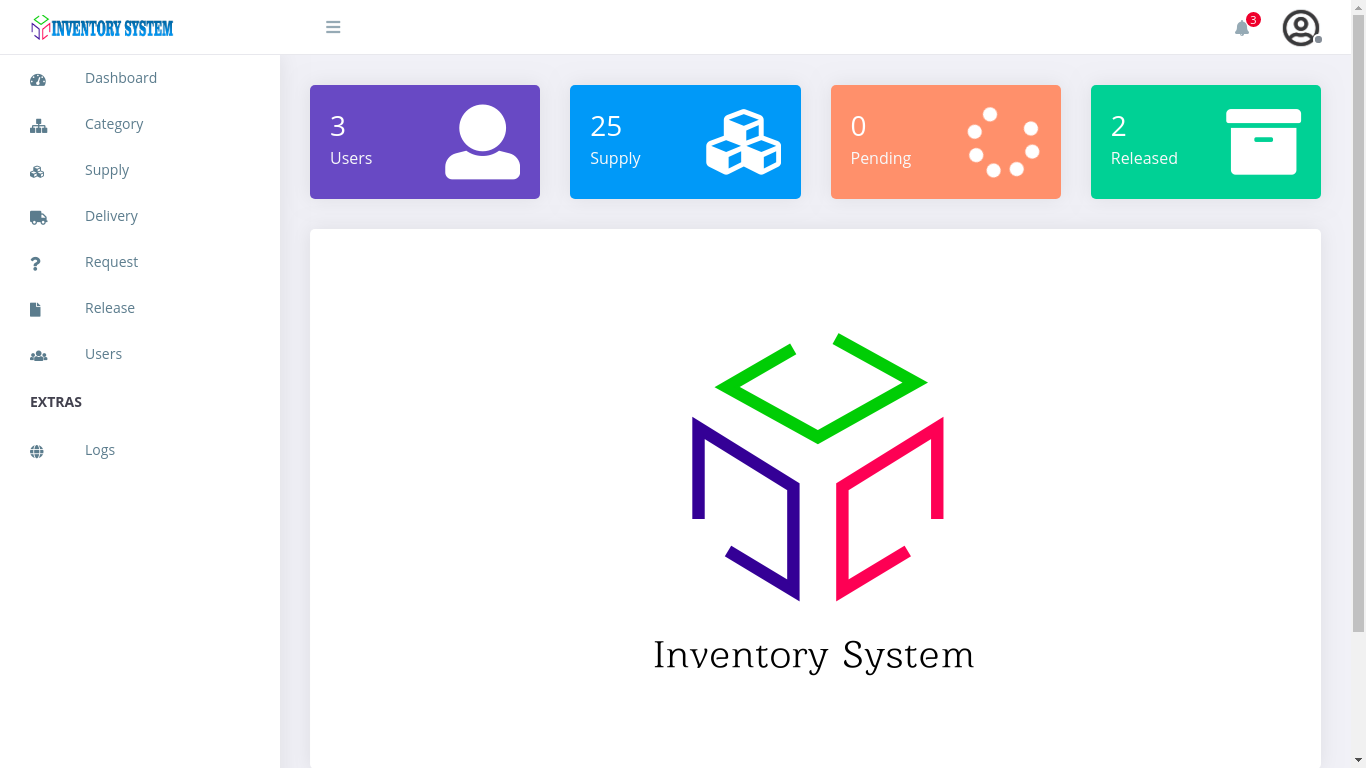 INVENTORY SYSTEM
3
Dashboard
Category
Supply
Delivery
Request
Release
Users
EXTRAS
Logs
3
Users
25
Supply
0
Pending
2
Released
Inventory System